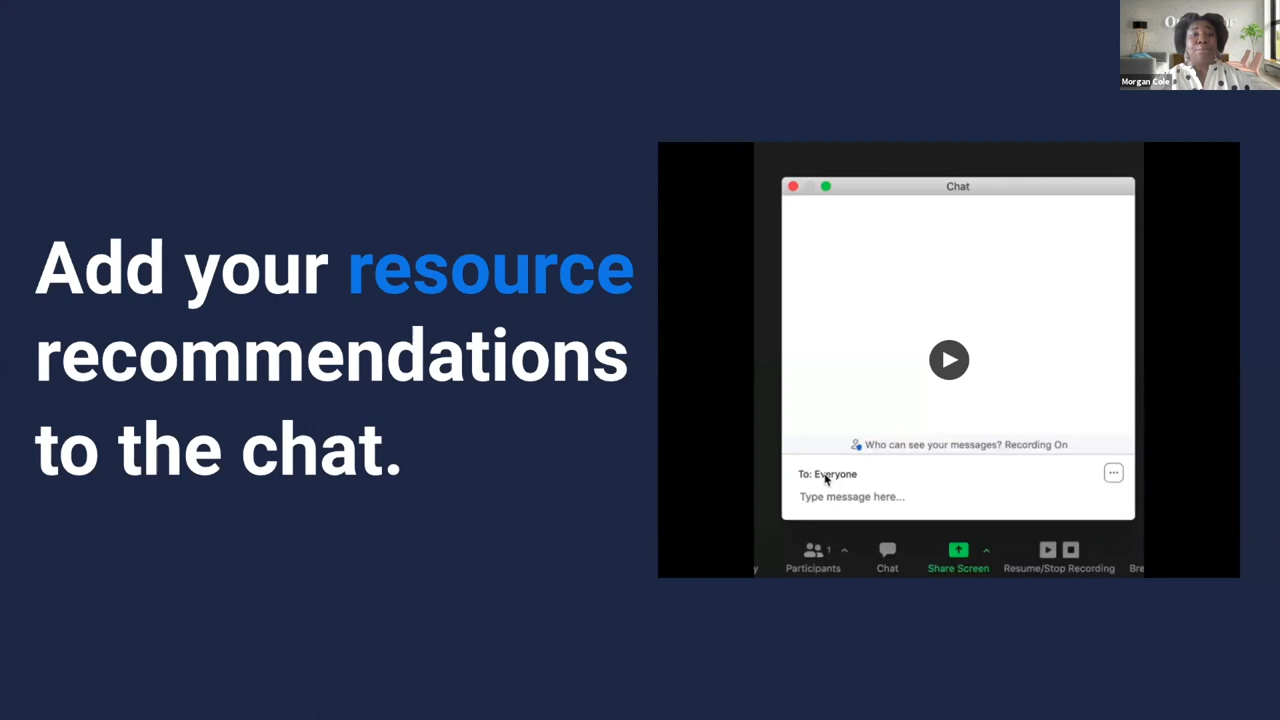 Morgan Cole
Add your resource
recommendations
to the chat.
Chat
Who can see your messages? Recording On
To: Everyone
Type message here...
1
Participants
Chat
Share Screen
Resume/Stop Recording